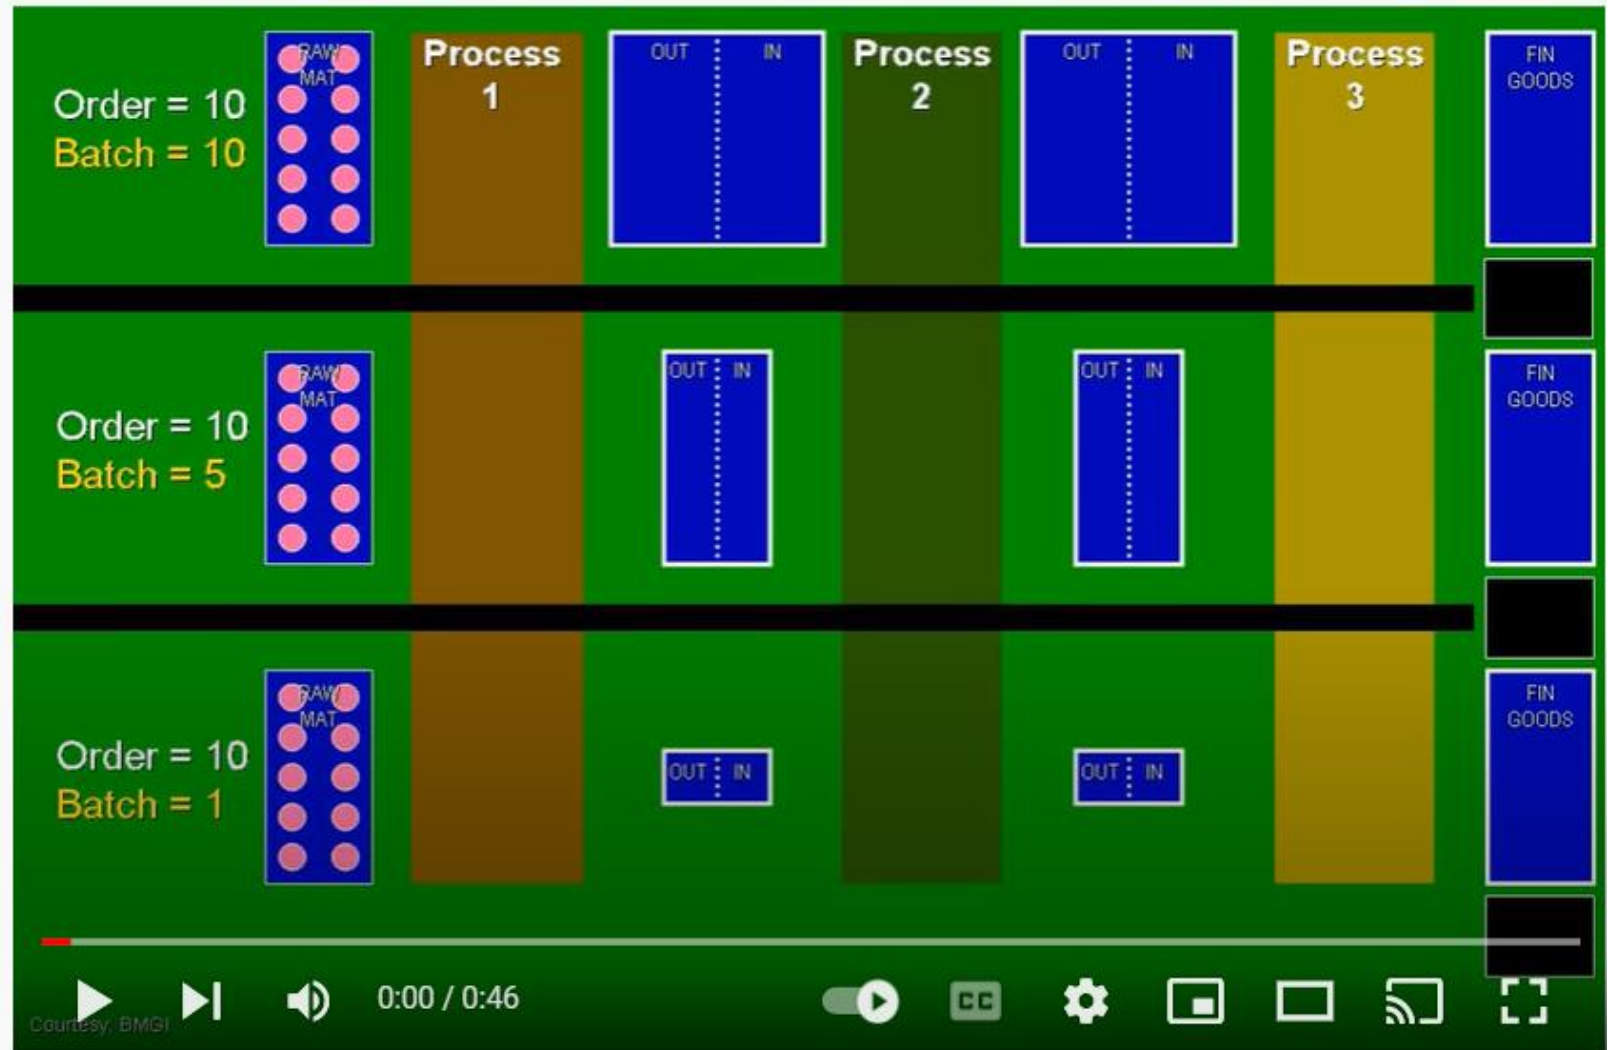 RAW
MAT
Process
1
OUT IN
Process
2
OUT IN
Process
3
FIN
GOODS
Order = 10
Batch = 10
RAW
MAT
OUT IN
OUT IN
FIN
GOODS
Order = 10
Batch = 5
RAW
MAT
OUT IN
OUT IN
FIN
GOODS
Order = 10
Batch = 1
0:00 / 0:46
CC
Courtesy: BMGI